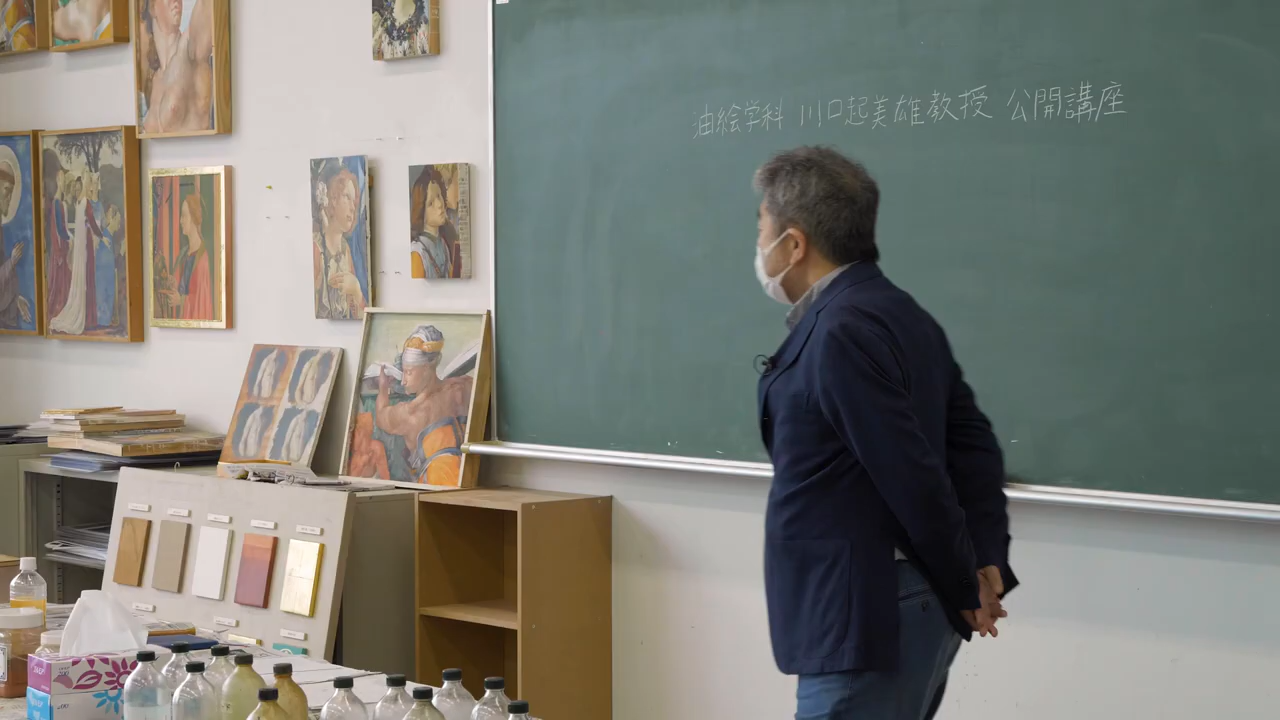 油絵学科 川口起美雄教授 公開講座